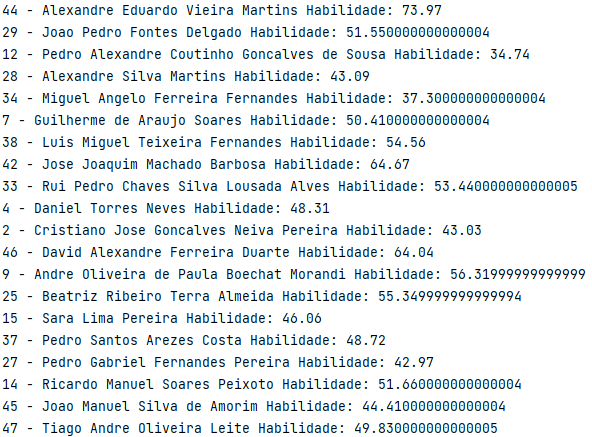 44 - Alexandre Eduardo Vieira Martins Habilidade: 73.97
29 - Joao Pedro Fontes Delgado Habilidade: 51.550000000000004
12 - Pedro Alexandre Coutinho Goncalves de Sousa Habilidade: 34.74
28 - Alexandre Silva Martins Habilidade: 43.09
34 - Miguel Angelo Ferreira Fernandes Habilidade: 37.300000000000004
7 - Guilherme de Araujo Soares Habilidade: 50.410000000000004
38 - Luis Miguel Teixeira Fernandes Habilidade: 54.56
42 - Jose Joaquim Machado Barbosa Habilidade: 64.67
33 - Rui Pedro Chaves Silva Lousada Alves Habilidade: 53.440000000000005
4 - Daniel Torres Neves Habilidade: 48.31
2 - Cristiano Jose Goncalves Neiva Pereira Habilidade: 43.03
46 - David Alexandre Ferreira Duarte Habilidade: 64.04
9 - Andre Oliveira de Paula Boechat Morandi Habilidade: 56.31999999999999
25 - Beatriz Ribeiro Terra Almeida Habilidade: 55.349999999999994
15 - Sara Lima Pereira Habilidade: 46.06
37 - Pedro Santos Arezes Costa Habilidade: 48.72
27 - Pedro Gabriel Fernandes Pereira Habilidade: 42.97
14 - Ricardo Manuel Soares Peixoto Habilidade: 51.660000000000004
45 - Joao Manuel Silva de Amorim Habilidade: 44.410000000000004
47 - Tiago Andre Oliveira Leite Habilidade: 49.830000000000005